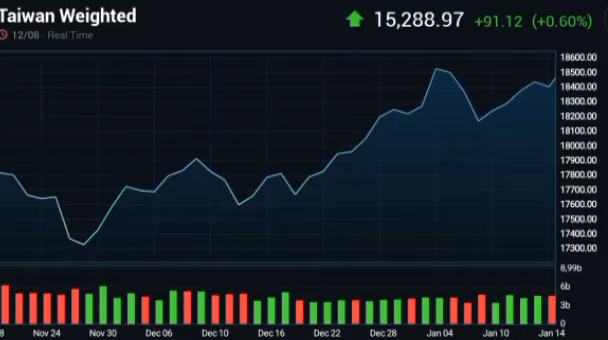 Taiwan Weighted
15,288.97 +91.12 (+0.60%)
12/08 - Real Time
18600.00
18500.00
18400.00
18300.00
18200.00
18100.00
18000.00
17900.00
17800.00
17700.00
17600.00
17500.00
17400.00
17300.00
8,99b
6b
3b
0
8 Nov 24 Nov 30 Dec 06 Dec 10 Dec 16 Dec 22 Dec 28 Jan 04 Jan 10 Jan 14